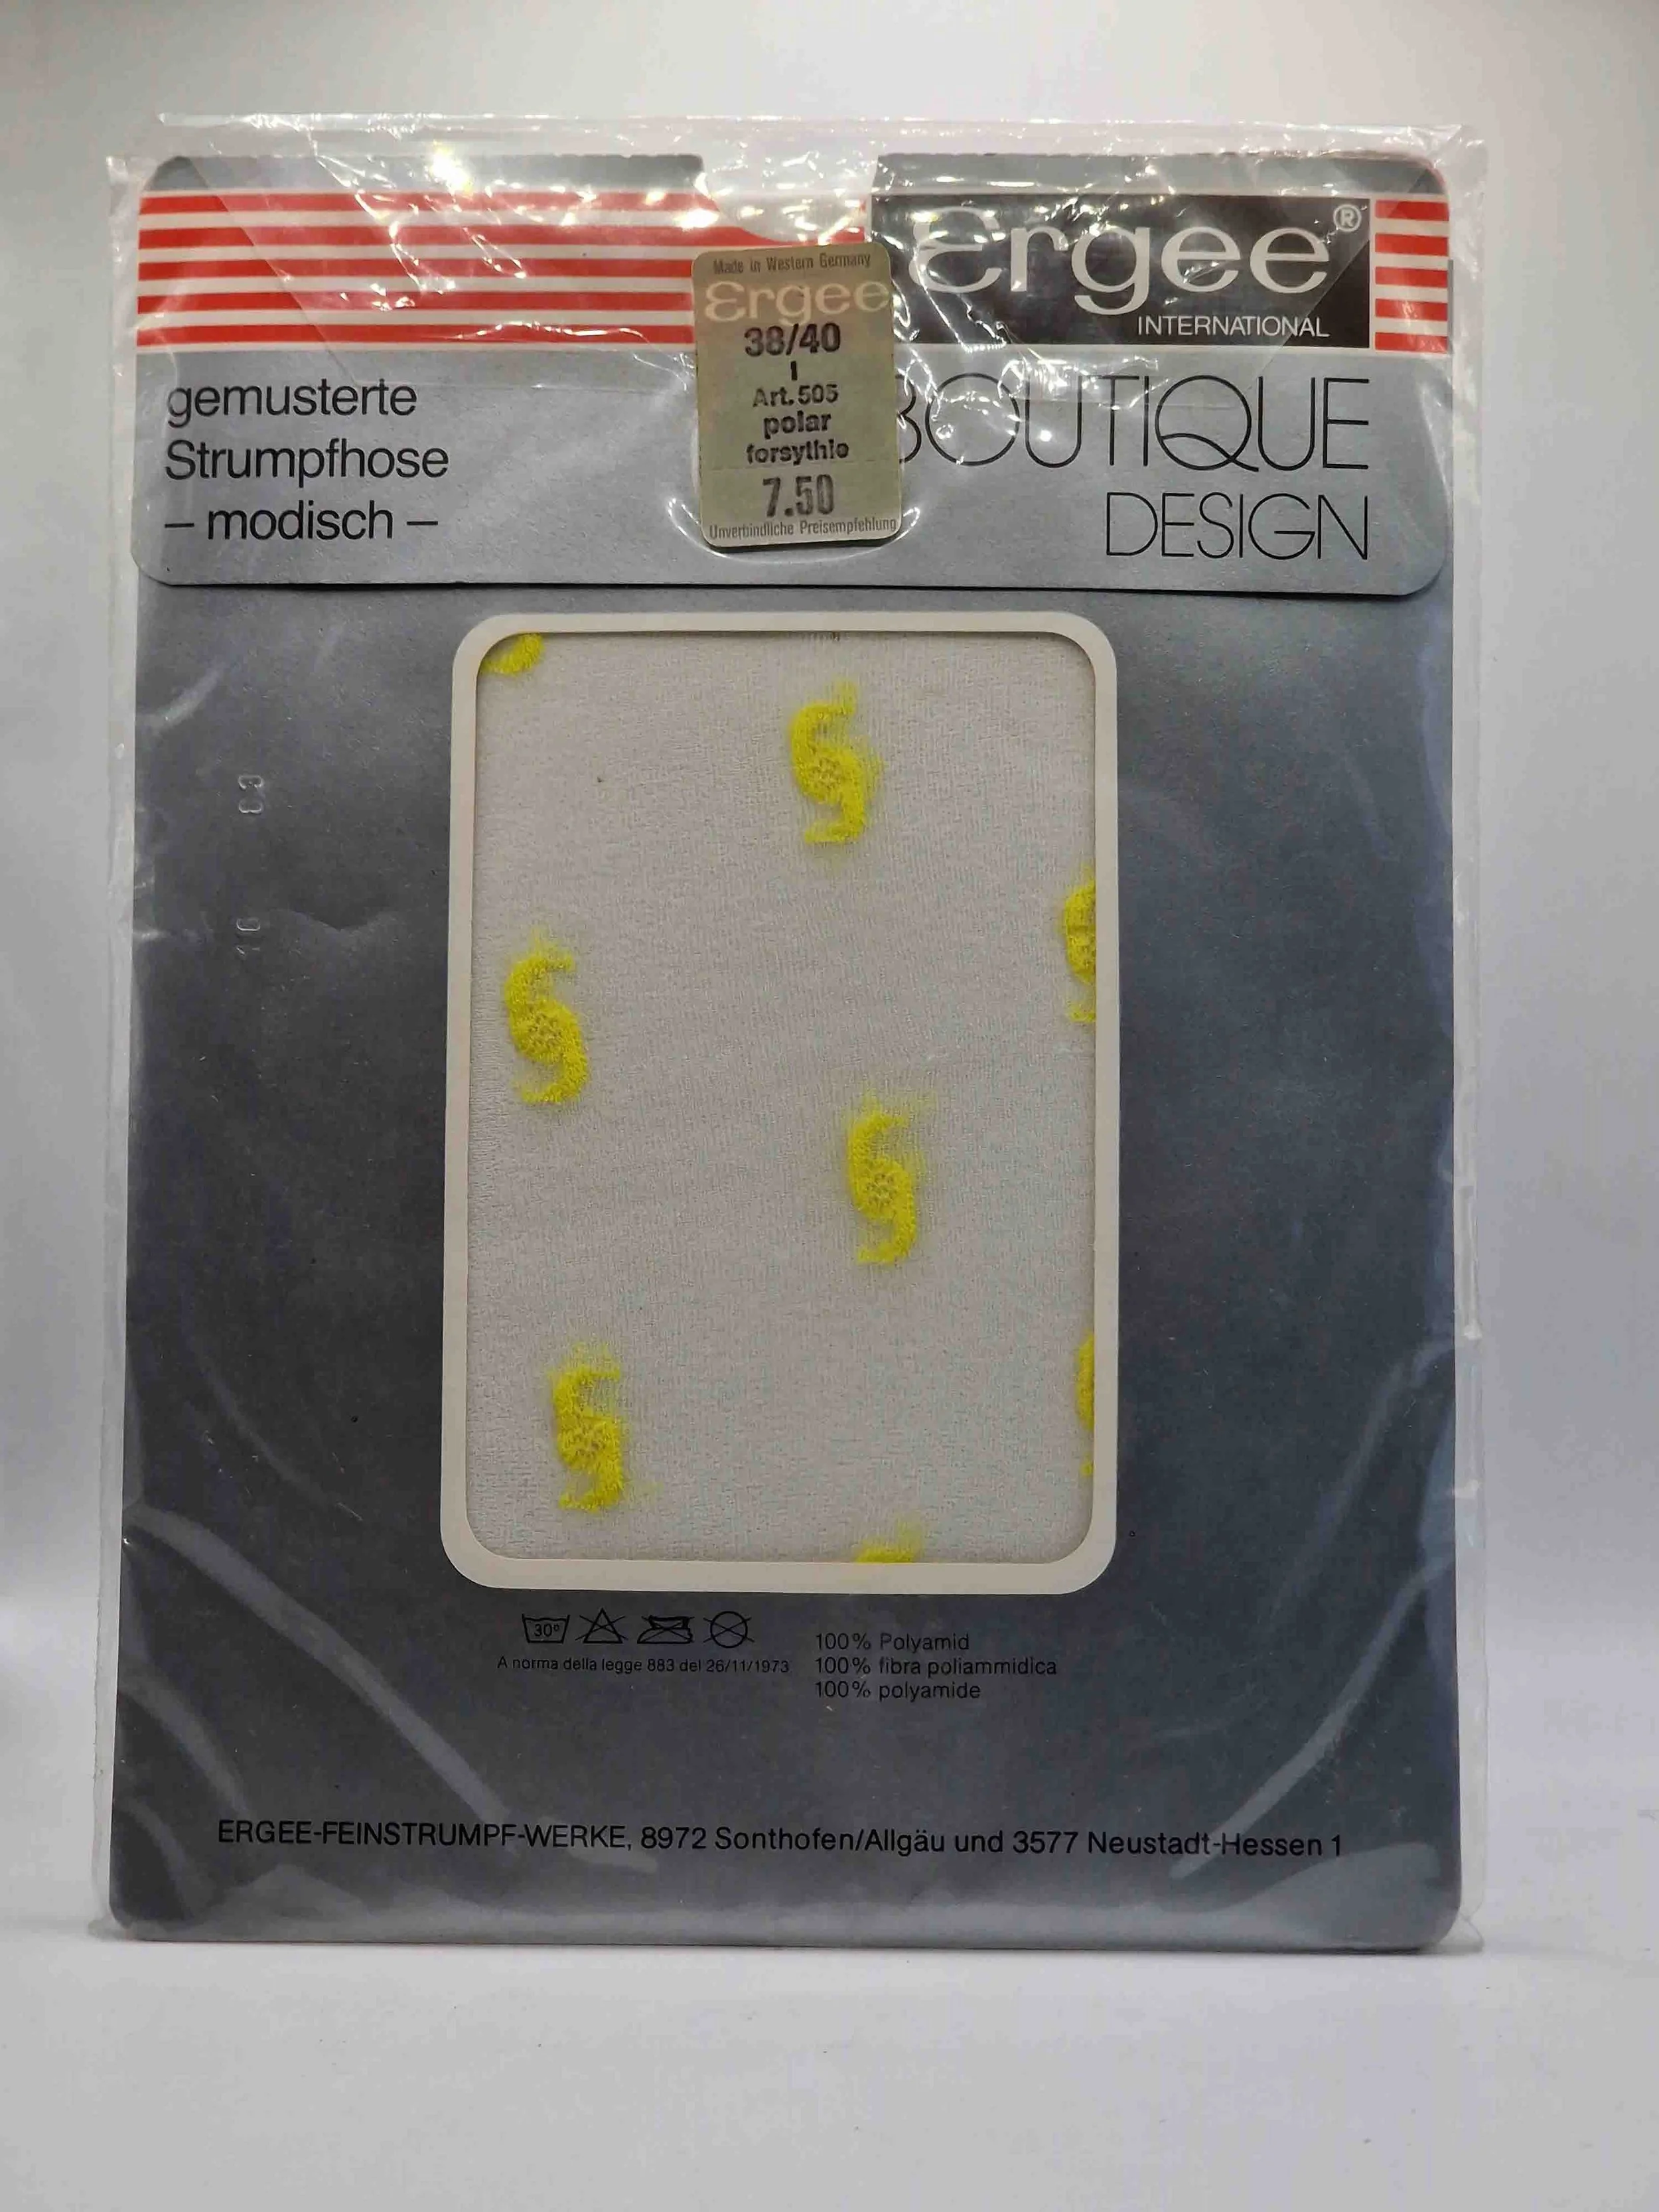 Ergee®
INTERNATIONAL
Made in Western Germany
Ergee
38/40
I
Art.505
polar
forsythie
7.50
Unverbindliche Preisempfehlung
gemusterte
Strumpfhose
– modisch –
BOUTIQUE
DESIGN
30°
A norma della legge 883 del 26/11/1973
100% Polyamid
100% fibra poliammidica
100% polyamide
ERGEE-FEINSTRUMPF-WERKE, 8972 Sonthofen/Allgäu und 3577 Neustadt-Hessen 1